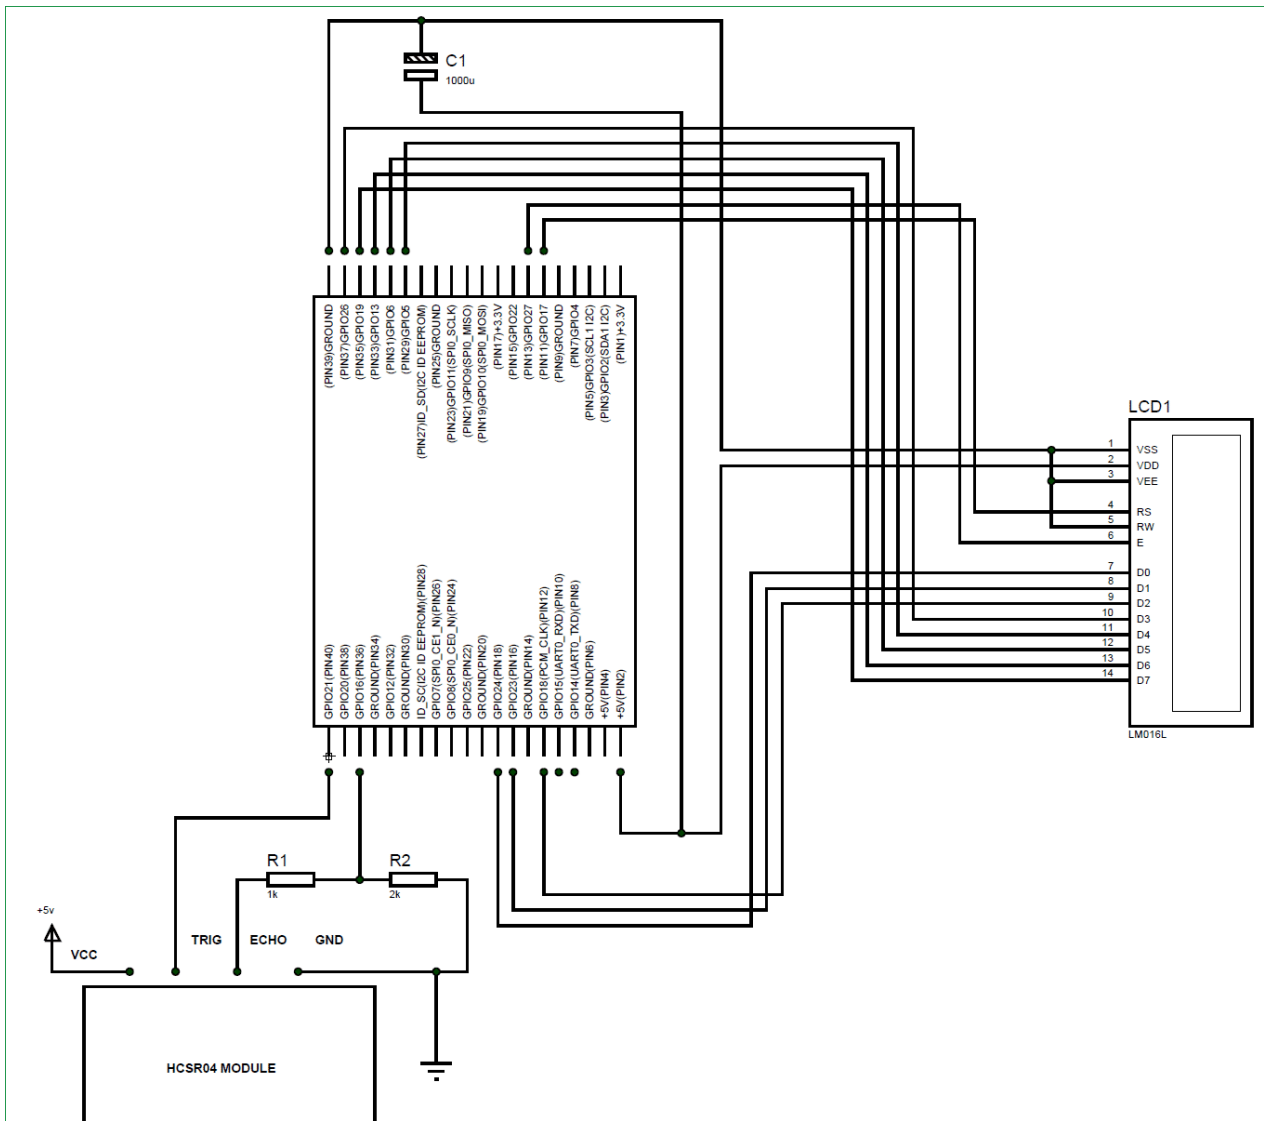 C1
1000u
(PIN39)GROUND
(PIN37)GPIO26
(PIN35)GPIO19
(PIN33)GPIO13
(PIN31)GPIO6
(PIN29)GPIO5
(PIN27)ID_SD(I2C ID EEPROM)
(PIN25)GROUND
(PIN23)GPIO11(SPI0_SCLK)
(PIN21)GPIO9(SPI0_MISO)
(PIN19)GPIO10(SPI0_MOSI)
(PIN17)+3.3V
(PIN15)GPIO22
(PIN13)GPIO27
(PIN11)GPIO17
(PIN9)GROUND
(PIN7)GPIO4
(PIN5)GPIO3(SCL1 I2C)
(PIN3)GPIO2(SDA1 I2C)
(PIN1)+3.3V
LCD1
1 VSS
2 VDD
3 VEE
4 RS
5 RW
6 E
7 D0
8 D1
9 D2
10 D3
11 D4
12 D5
13 D6
14 D7
LM016L
GPIO21(PIN40)
GPIO20(PIN38)
GPIO16(PIN36)
GROUND(PIN34)
GPIO12(PIN32)
GROUND(PIN30)
ID_SC(I2C ID EEPROM)(PIN28)
GPIO7(SPI0_CE1_N)(PIN26)
GPIO8(SPI0_CE0_N)(PIN24)
GPIO25(PIN22)
GROUND(PIN20)
GPIO24(PIN18)
GPIO23(PIN16)
GROUND(PIN14)
GPIO18(PCM_CLK)(PIN12)
GPIO15(UART0_RXD)(PIN10)
GPIO14(UART0_TXD)(PIN8)
GROUND(PIN6)
+5V(PIN4)
+5V(PIN2)
R1
1k
R2
2k
+5v
VCC
TRIG
ECHO
GND
HCSR04 MODULE